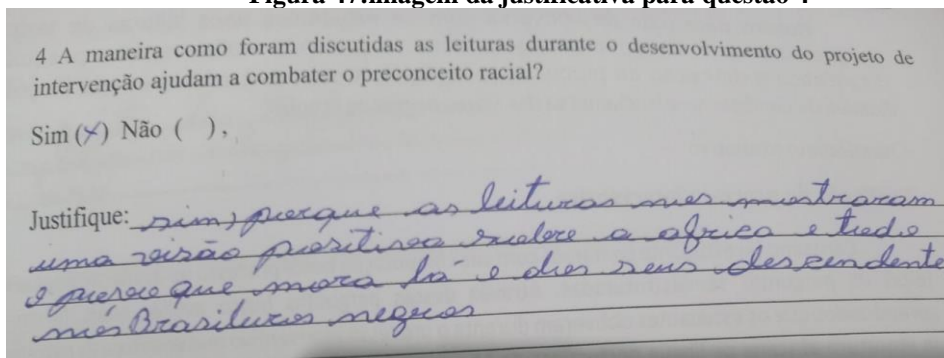 Figura 47:Imagem da justificativa para questão 4
4 A maneira como foram discutidas as leituras durante o desenvolvimento do projeto de
intervenção ajudam a combater o preconceito racial?
Sim (x) Não ( ),
Justifique: sim, porque as leituras nos mostraram
uma visão positiva sobre a africa e tudo
o povo que mora lá e dos seus descendente
nós Brasileiros negros